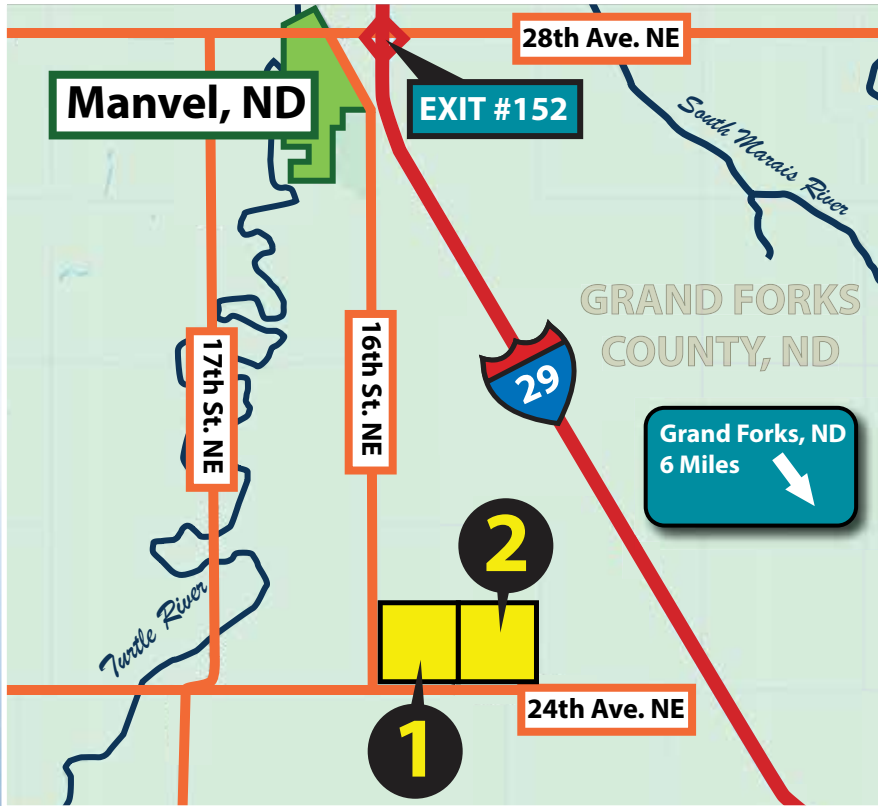 28th Ave. NE
Manvel, ND
EXIT #152
South Marais River
GRAND FORKS
COUNTY, ND
17th St. NE
16th St. NE
29
Grand Forks, ND
6 Miles
2
Turtle River
24th Ave. NE
1